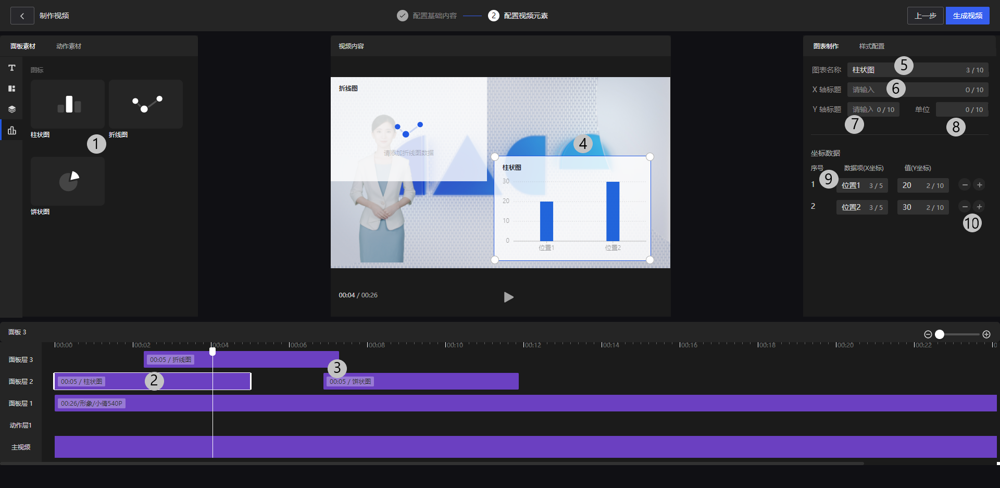 制作视频
配置基础内容
2 配置视频元素
上一步
生成视频
面板素材
动作素材
图标
柱状图
折线图
饼状图
1
视频内容
折线图
请添加折线图数据
4
柱状图
30
20
10
0
位置1
位置2
00:04 / 00:26
图表制作
样式配置
图表名称 柱状图 3 / 10
5
X 轴标题 请输入 0 / 10
6
Y 轴标题 请输入 0 / 10
单位 0 / 10
7
8
坐标数据
序号 数据项(X坐标) 值(Y坐标)
9
1 位置1 3 / 5 20 2 / 10
2 位置2 3 / 5 30 2 / 10
10
面板 3
00:00 00:02 00:04 00:06 00:08 00:10 00:12 00:14 00:16 00:18 00:20 00:22
面板层 3
00:05 / 折线图
3
面板层 2
00:05 / 柱状图
2
00:05 / 饼状图
面板层 1
00:26/形象/小倩540P
动作层1
主视频